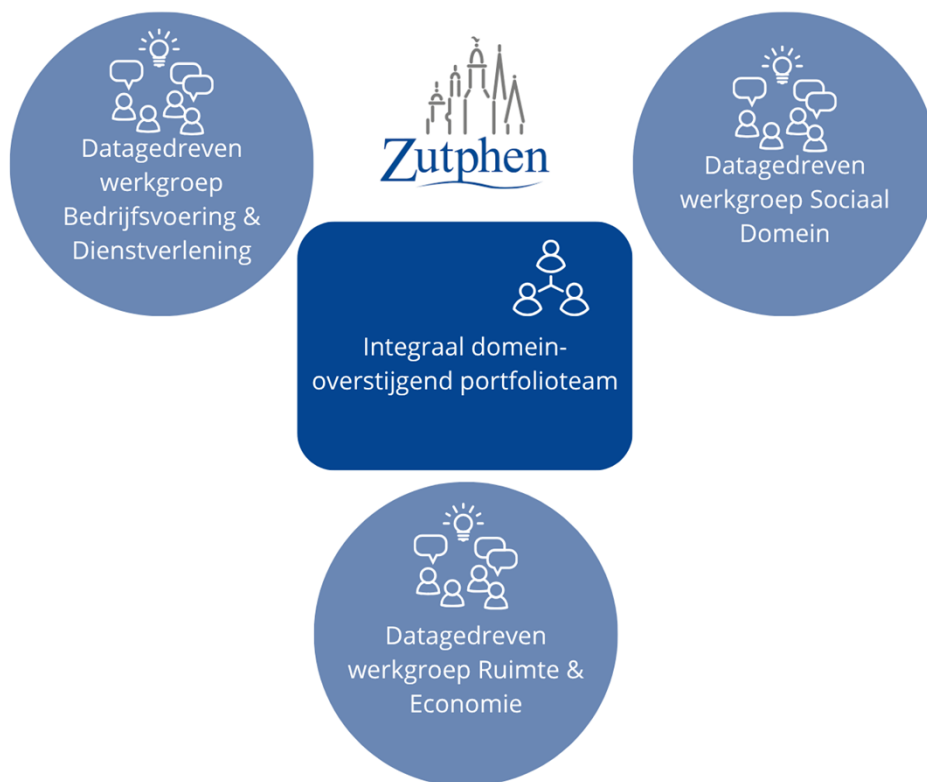 Datagedreven
werkgroep
Bedrijfsvoering &
Dienstverlening
Zutphen
Datagedreven
werkgroep Sociaal
Domein
Integraal domein-
overstijgend portfolioteam
Datagedreven
werkgroep Ruimte &
Economie